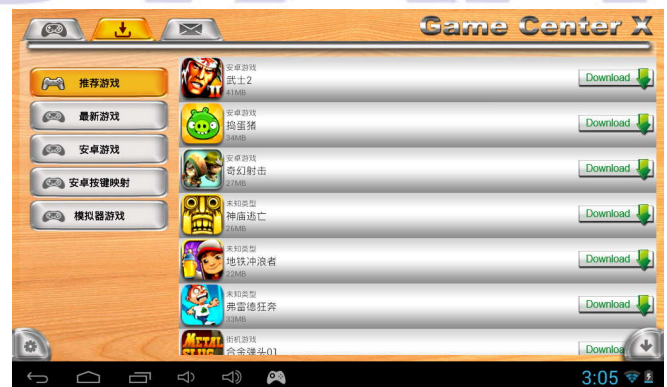 Game Center X
推荐游戏
最新游戏
安卓游戏
安卓按键映射
模拟器游戏
安卓游戏
武士2
41MB
Download
安卓游戏
捣蛋猪
34MB
Download
安卓游戏
奇幻射击
27MB
Download
未知类型
神庙逃亡
26MB
Download
未知类型
地铁冲浪者
22MB
Download
未知类型
弗雷德狂奔
33MB
Download
METAL
SLUG
街机游戏
合金弹头01
Downloa
3:05